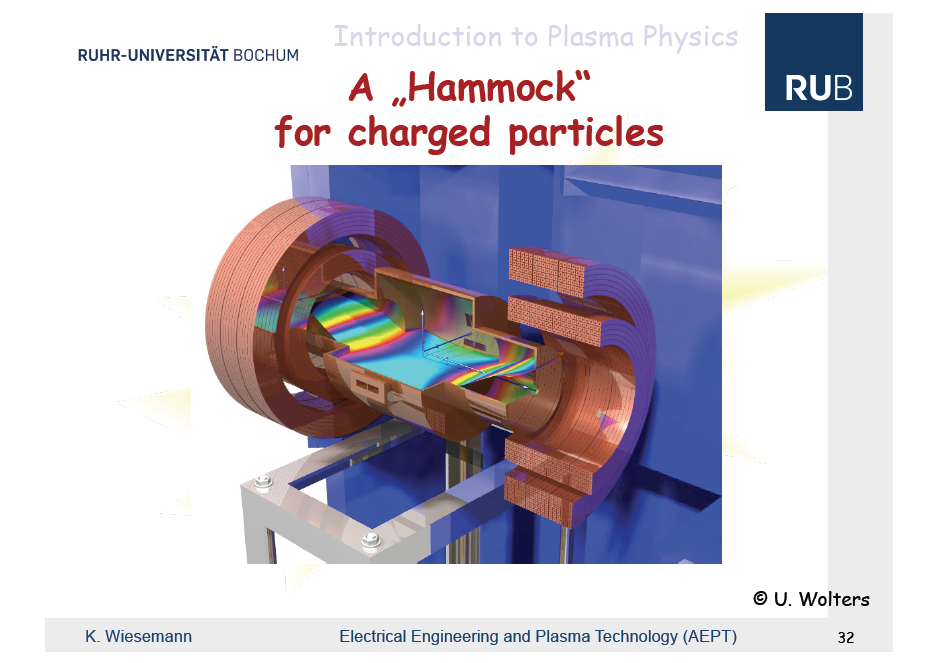 Introduction to Plasma Physics
RUHR-UNIVERSITÄT BOCHUM
RUB
A „Hammock“
for charged particles
© U. Wolters
K. Wiesemann
Electrical Engineering and Plasma Technology (AEPT)
32